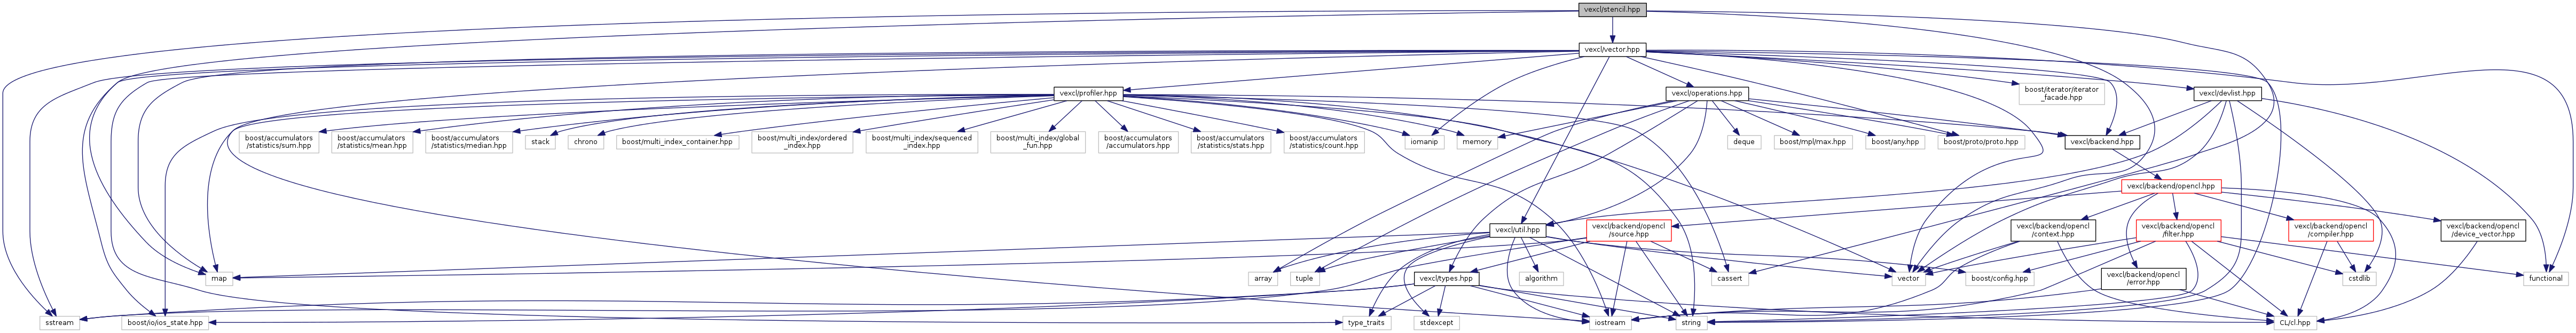 vexcl/stencil.hpp
vexcl/vector.hpp
vexcl/profiler.hpp
vexcl/operations.hpp
boost/iterator/iterator
_facade.hpp
vexcl/devlist.hpp
boost/accumulators
/statistics/sum.hpp
boost/accumulators
/statistics/mean.hpp
boost/accumulators
/statistics/median.hpp
stack
chrono
boost/multi_index_container.hpp
boost/multi_index/ordered
_index.hpp
boost/multi_index/sequenced
_index.hpp
boost/multi_index/global
_fun.hpp
boost/accumulators
/accumulators.hpp
boost/accumulators
/statistics/stats.hpp
boost/accumulators
/statistics/count.hpp
iomanip
memory
deque
boost/mpl/max.hpp
boost/any.hpp
boost/proto/proto.hpp
vexcl/backend.hpp
vexcl/backend/opencl.hpp
vexcl/util.hpp
vexcl/backend/opencl
/source.hpp
vexcl/backend/opencl
/context.hpp
vexcl/backend/opencl
/filter.hpp
vexcl/backend/opencl
/compiler.hpp
vexcl/backend/opencl
/device_vector.hpp
map
array
tuple
vexcl/types.hpp
algorithm
cassert
vector
boost/config.hpp
vexcl/backend/opencl
/error.hpp
cstdlib
functional
sstream
boost/io/ios_state.hpp
type_traits
stdexcept
iostream
string
CL/cl.hpp